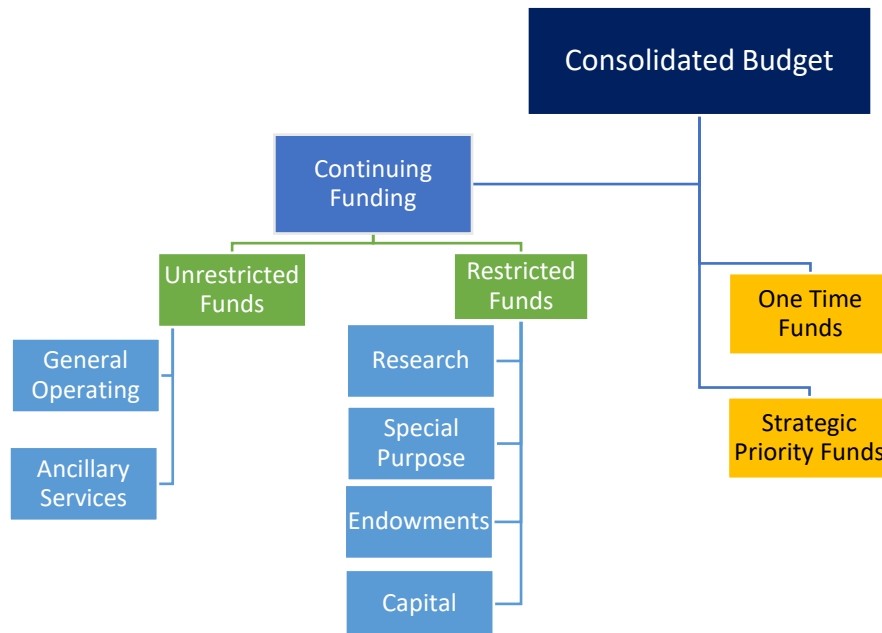 Consolidated Budget
Continuing
Funding
Unrestricted
Funds
Restricted
Funds
One Time
Funds
General
Operating
Research
Strategic
Priority Funds
Special
Purpose
Ancillary
Services
Endowments
Capital